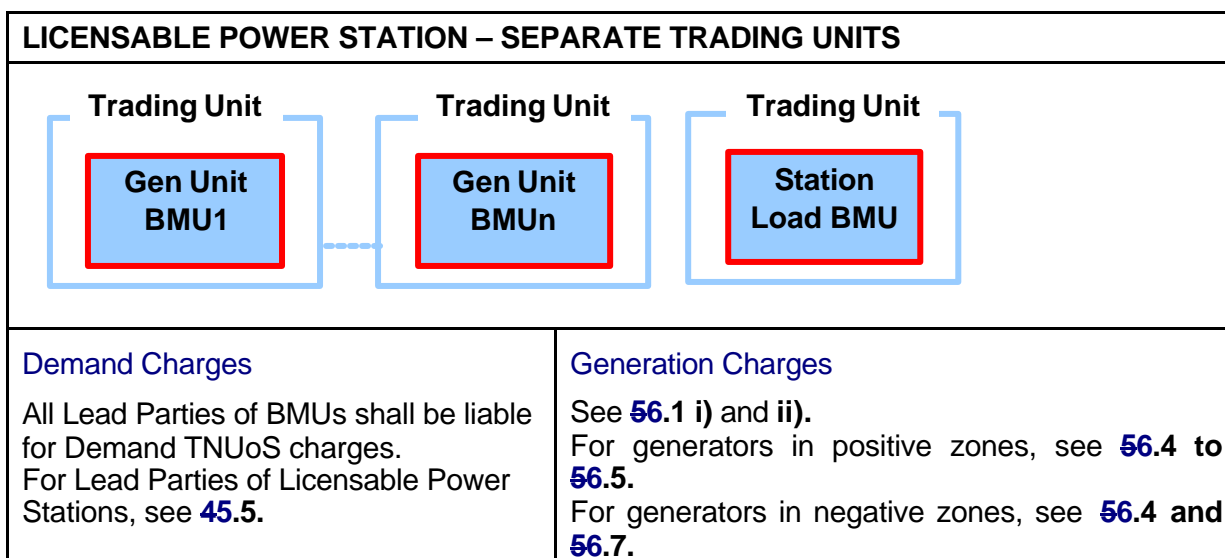 LICENSABLE POWER STATION – SEPARATE TRADING UNITS
Trading Unit
Trading Unit
Trading Unit
Gen Unit
BMU1
Gen Unit
BMUn
Station
Load BMU
Demand Charges
All Lead Parties of BMUs shall be liable
for Demand TNUoS charges.
For Lead Parties of Licensable Power
Stations, see 45.5.
Generation Charges
See 56.1 i) and ii).
For generators in positive zones, see 56.4 to
56.5.
For generators in negative zones, see 56.4 and
56.7.